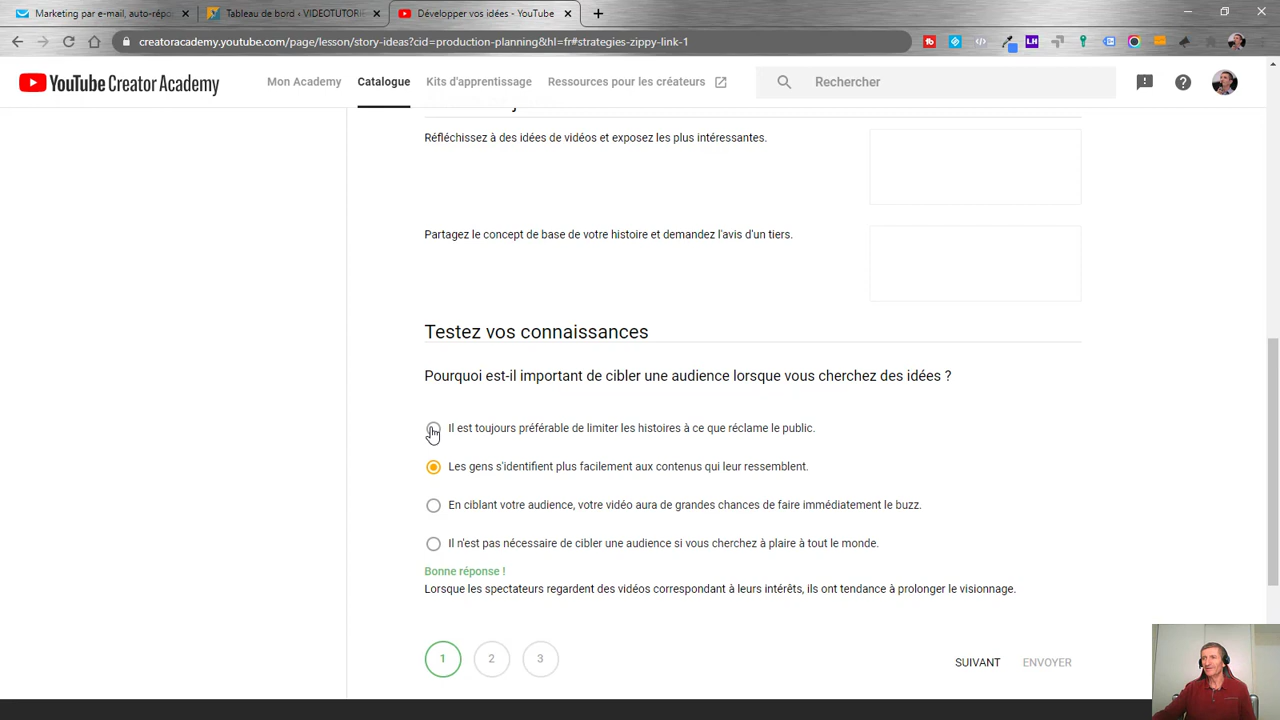 Marketing par e-mail, auto-répo
Tableau de bord ‹ VIDEOTUTORIE
Développer vos idées - YouTube
creatoracademy.youtube.com/page/lesson/story-ideas?cid=production-planning&hl=fr#strategies-zippy-link-1
YouTube Creator Academy
Mon Academy
Catalogue
Kits d'apprentissage
Ressources pour les créateurs
Rechercher
Réfléchissez à des idées de vidéos et exposez les plus intéressantes.
Partagez le concept de base de votre histoire et demandez l'avis d'un tiers.
Testez vos connaissances
Pourquoi est-il important de cibler une audience lorsque vous cherchez des idées ?
Il est toujours préférable de limiter les histoires à ce que réclame le public.
Les gens s'identifient plus facilement aux contenus qui leur ressemblent.
En ciblant votre audience, votre vidéo aura de grandes chances de faire immédiatement le buzz.
Il n'est pas nécessaire de cibler une audience si vous cherchez à plaire à tout le monde.
Bonne réponse !
Lorsque les spectateurs regardent des vidéos correspondant à leurs intérêts, ils ont tendance à prolonger le visionnage.
1 2 3
SUIVANT ENVOYER